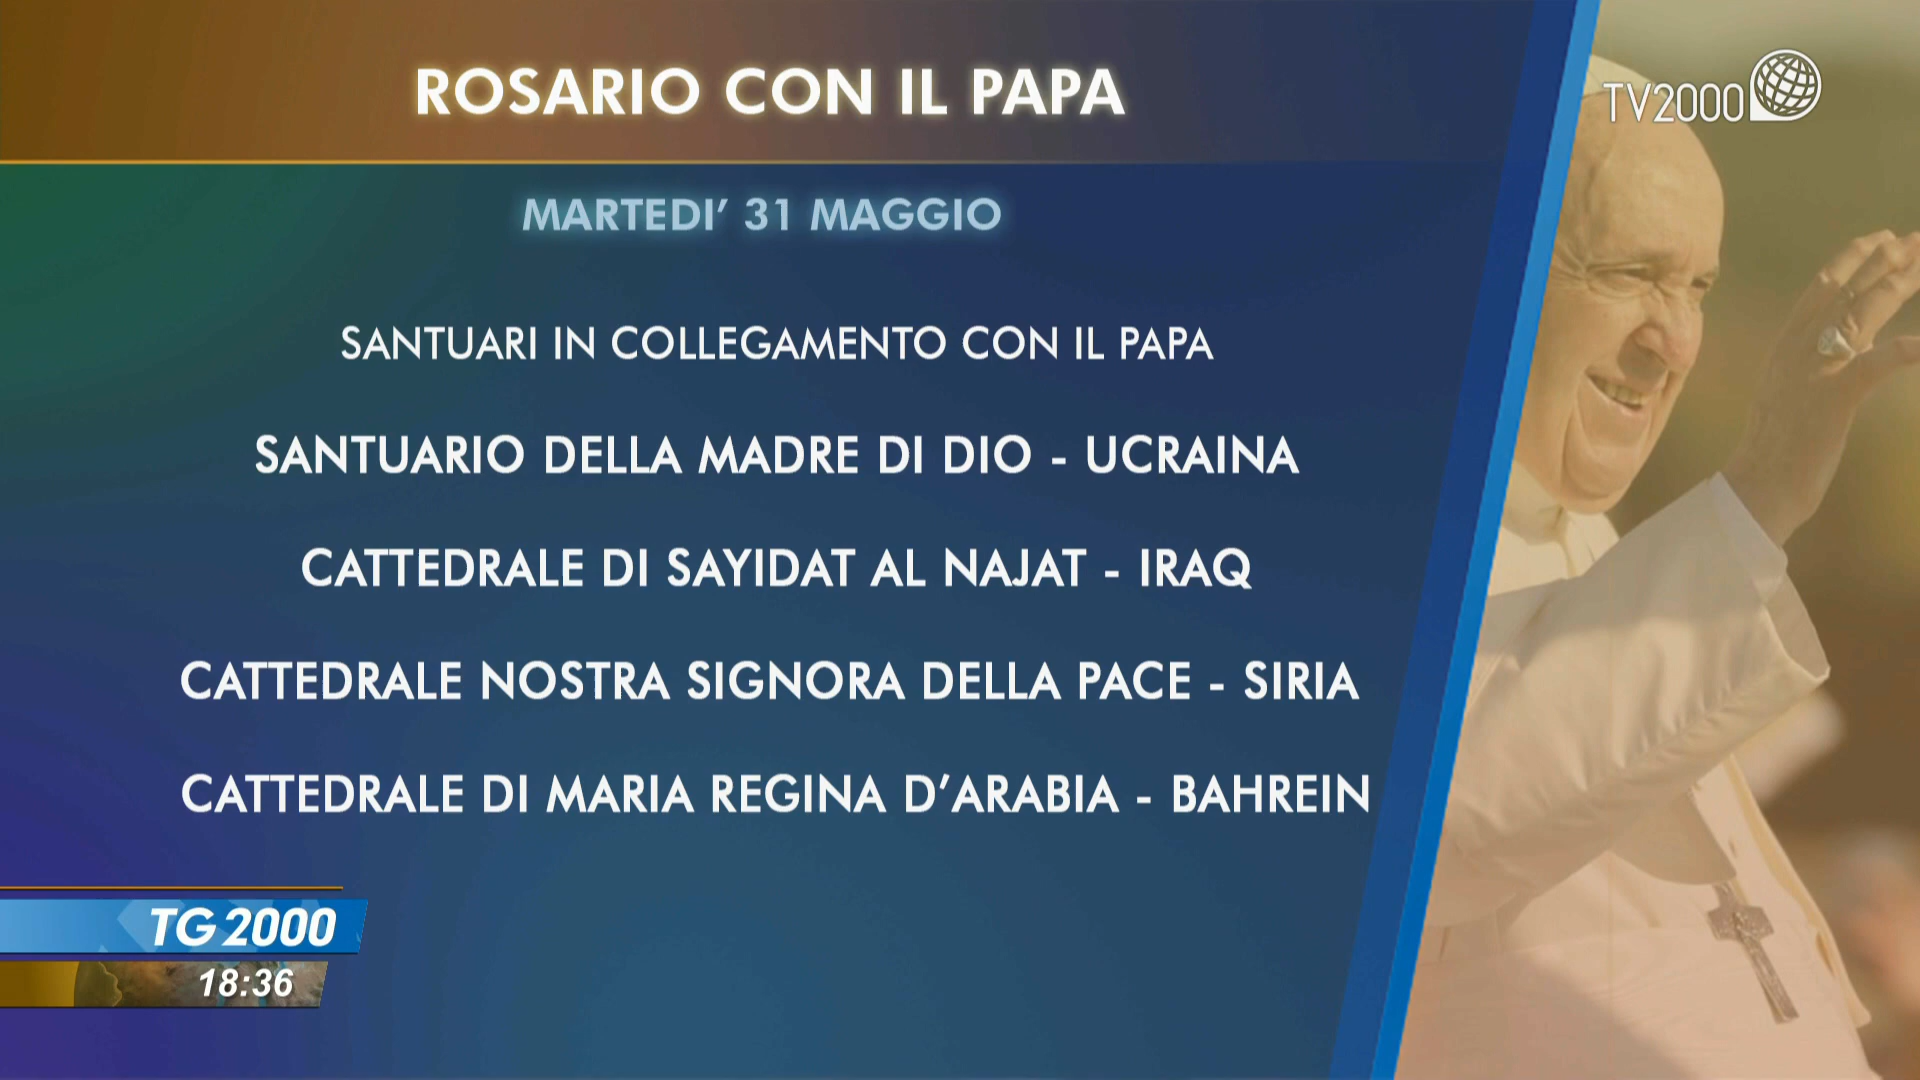 ROSARIO CON IL PAPA
TV2000
MARTEDI’ 31 MAGGIO
SANTUARI IN COLLEGAMENTO CON IL PAPA
SANTUARIO DELLA MADRE DI DIO - UCRAINA
CATTEDRALE DI SAYIDAT AL NAJAT - IRAQ
CATTEDRALE NOSTRA SIGNORA DELLA PACE - SIRIA
CATTEDRALE DI MARIA REGINA D’ARABIA - BAHREIN
TG 2000
18:36